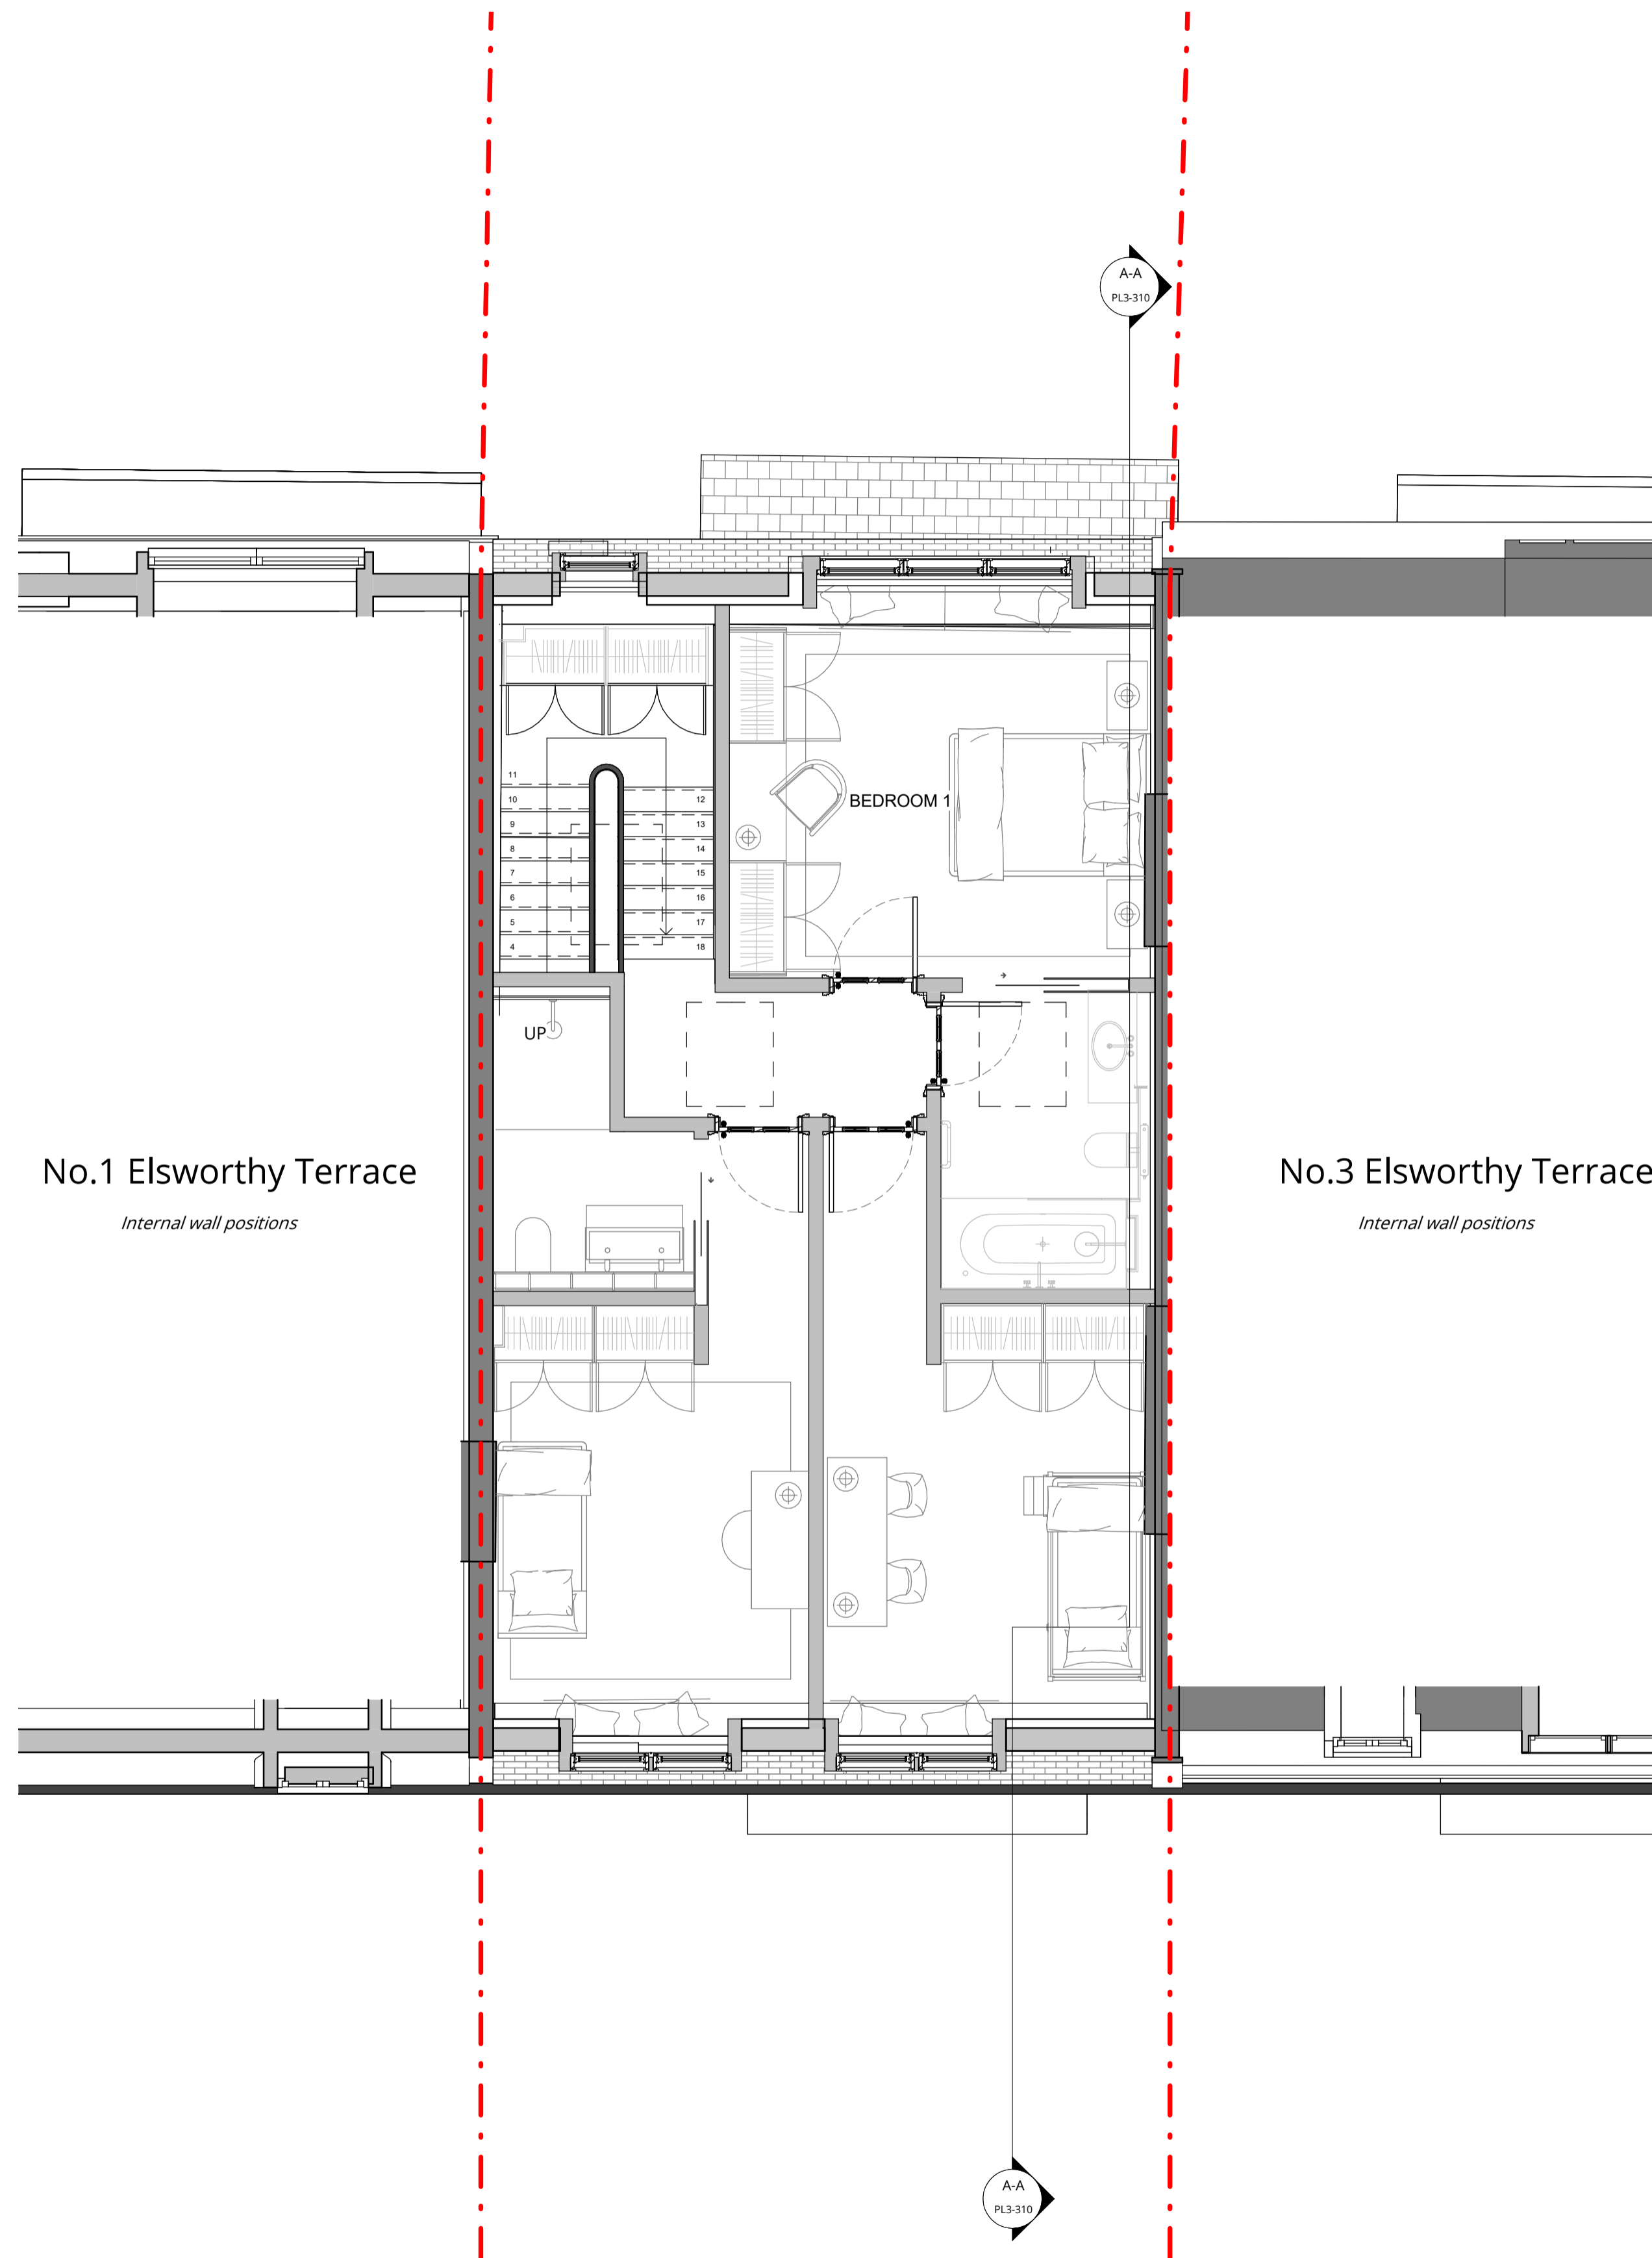 A-A
PL3-310
11
10
9
8
7
6
5
4
12
13
14
15
16
17
18
BEDROOM 1
UP
No.1 Elsworthy Terrace
Internal wall positions
No.3 Elsworthy Terrace
Internal wall positions
A-A
PL3-310